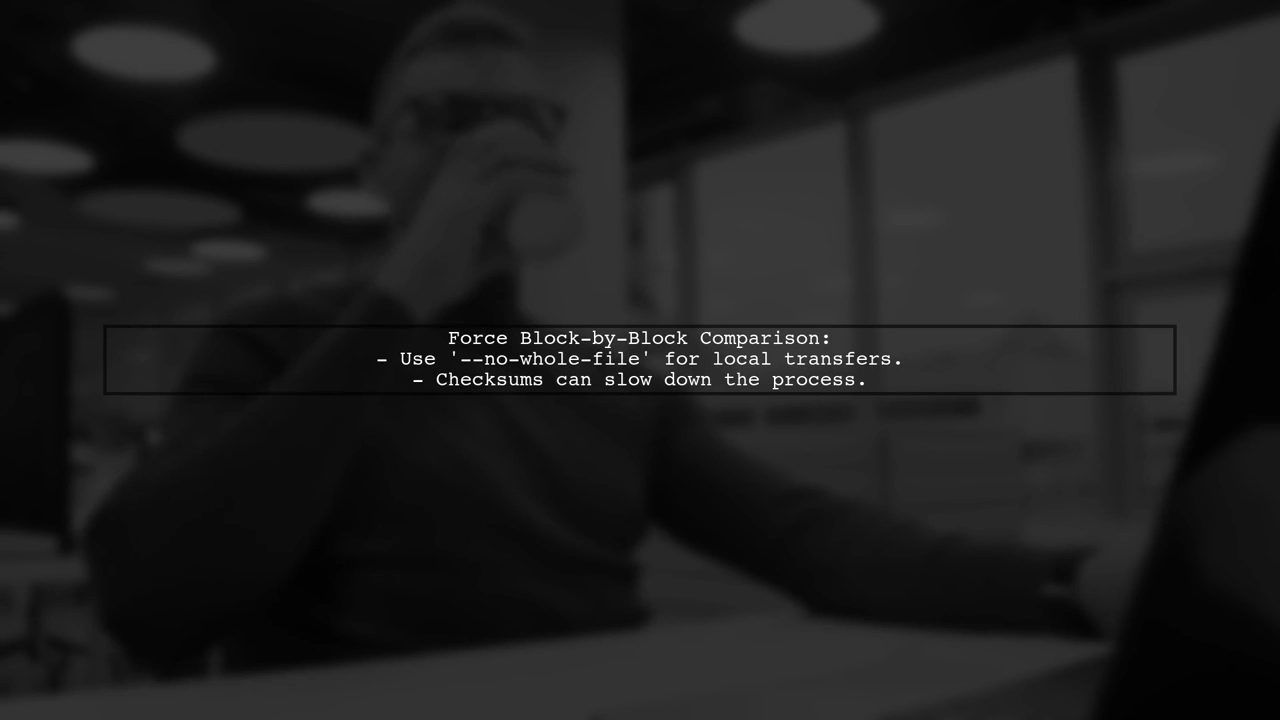 Force Block-by-Block Comparison:
- Use '--no-whole-file' for local transfers.
- Checksums can slow down the process.